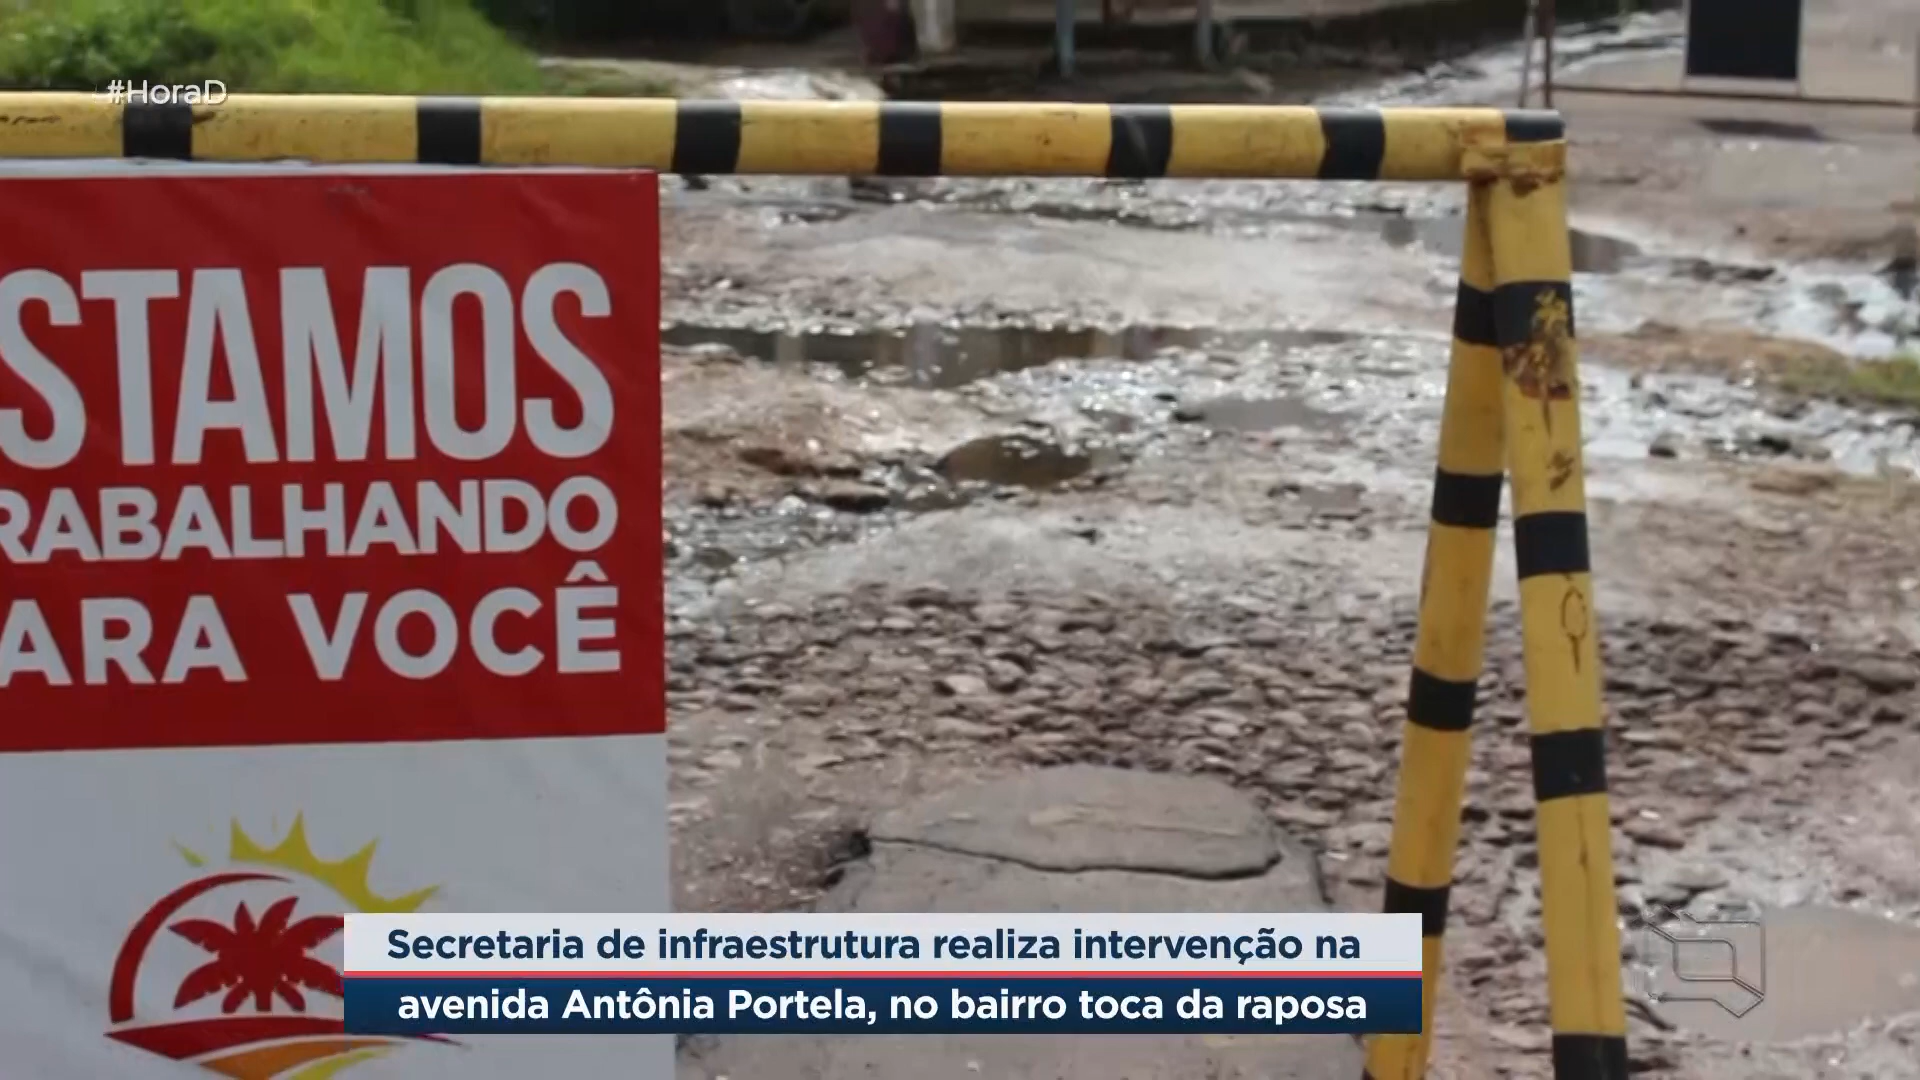 #HoraD
STAMOS
RABALHANDO
ARA VOCÊ
Secretaria de infraestrutura realiza intervenção na
avenida Antônia Portela, no bairro toca da raposa